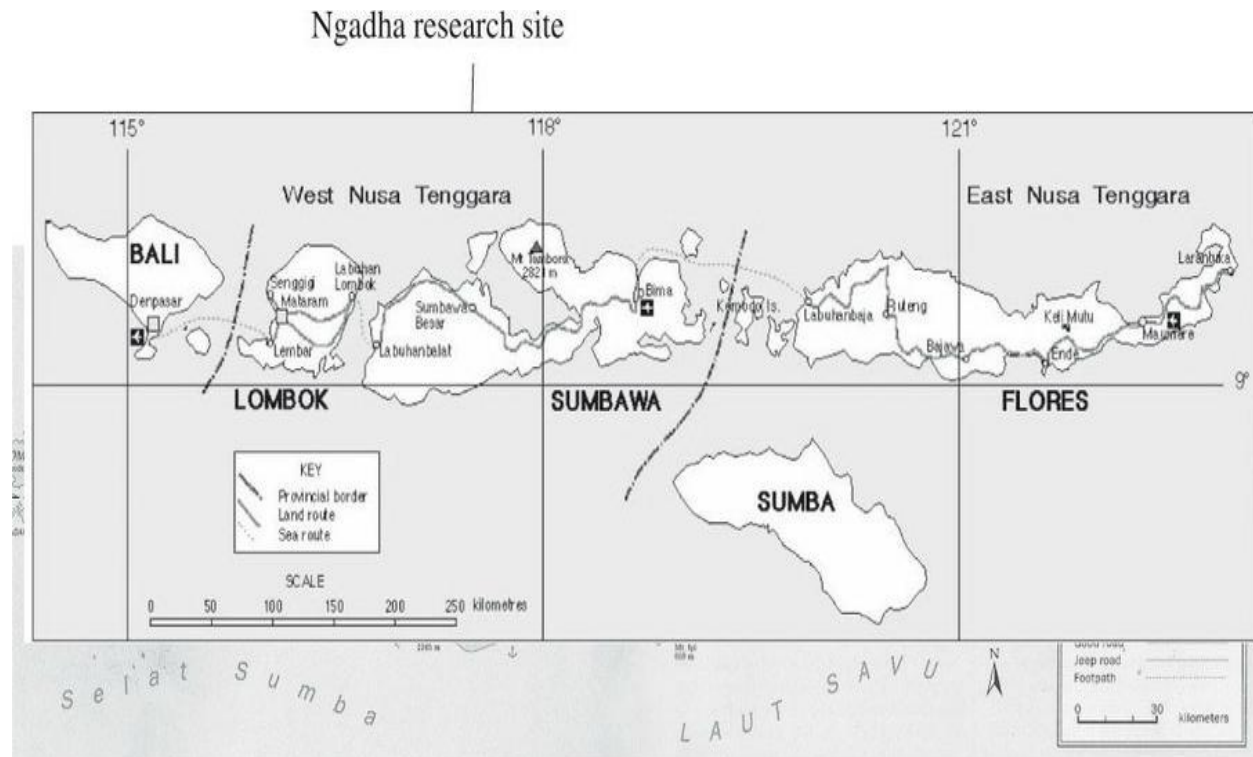 Ngadha research site
115°
118°
121°
West Nusa Tenggara
East Nusa Tenggara
BALI
Mt Tambora
2821 m
Larantuka
Senggigi
Labuhan
Lombok
Denpasar
Mataram
Sumbawa
Besar
Bima
Komodo Is.
Labuhanbajo
Ruteng
Keli Mutu
Maumere
Lembar
Labuhanbalat
Bajawa
Ende
9°
LOMBOK
SUMBAWA
FLORES
SUMBA
KEY
Provincial border
Land route
Sea route
SCALE
0 50 100 150 200 250 kilometres
Good road
Jeep road
Footpath
N
0 30 kilometers
Selat Sumba
LAUT SAVU